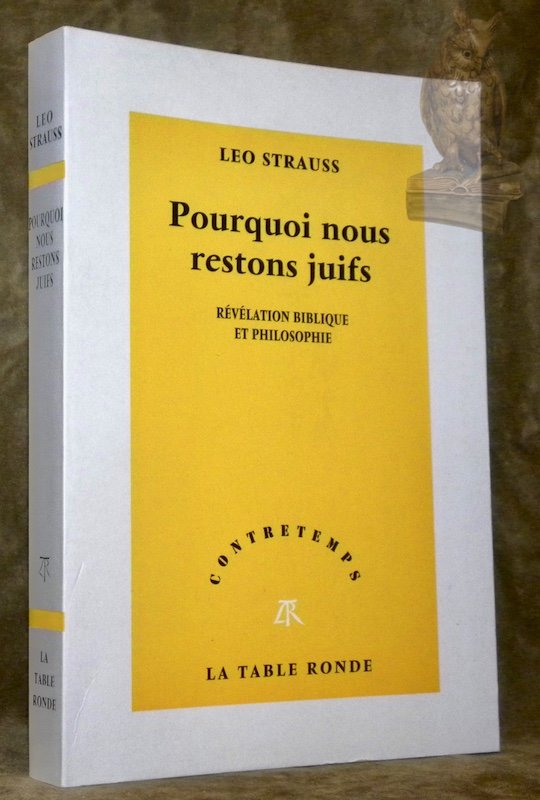 LEO
STRAUSS
POURQUOI
NOUS
RESTONS
JUIFS
LA
TABLE
RONDE
LEO STRAUSS
Pourquoi nous
restons juifs
RÉVÉLATION BIBLIQUE
ET PHILOSOPHIE
CONTRETEMPS
LA TABLE RONDE